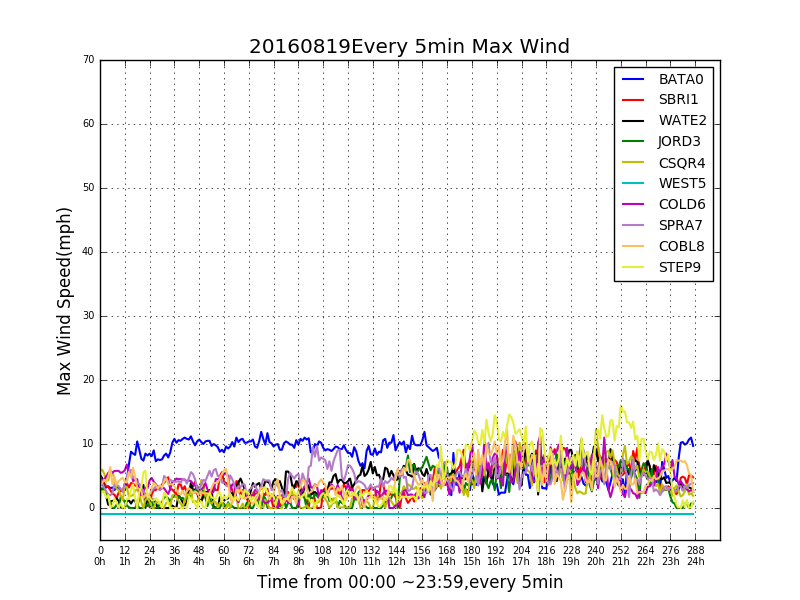 20160819Every 5min Max Wind
70
60
50
40
30
20
10
0
Max Wind Speed(mph)
BATA0
SBRI1
WATE2
JORD3
CSQR4
WEST5
COLD6
SPRA7
COBL8
STEP9
0 12 24 36 48 60 72 84 96 108 120 132 144 156 168 180 192 204 216 228 240 252 264 276 288
0h 1h 2h 3h 4h 5h 6h 7h 8h 9h 10h 11h 12h 13h 14h 15h 16h 17h 18h 19h 20h 21h 22h 23h 24h
Time from 00:00 ~23:59,every 5min